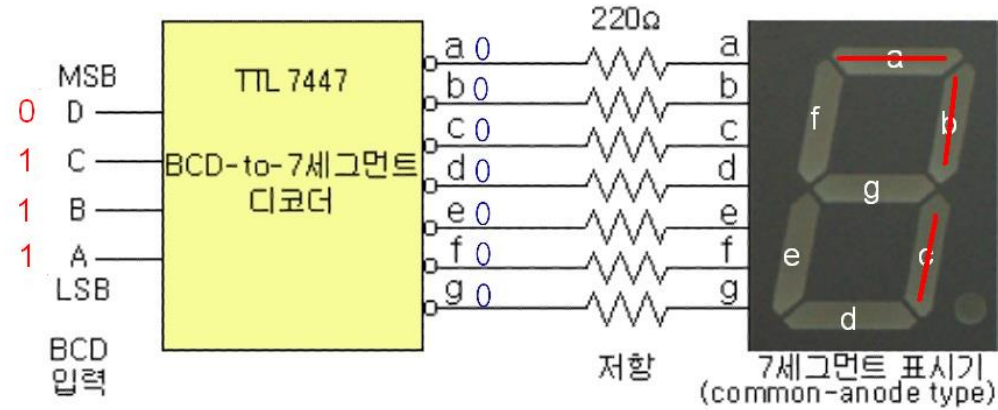 220Ω
MSB
TTL 7447
BCD-to-7세그먼트
디코더
0 D
1 C
1 B
1 A
LSB
BCD
입력
a 0 a
b 0 b
c 0 c
d 0 d
e 0 e
f 0 f
g 0 g
저항
a
f b
g
e c
d
7세그먼트 표시기
(common-anode type)